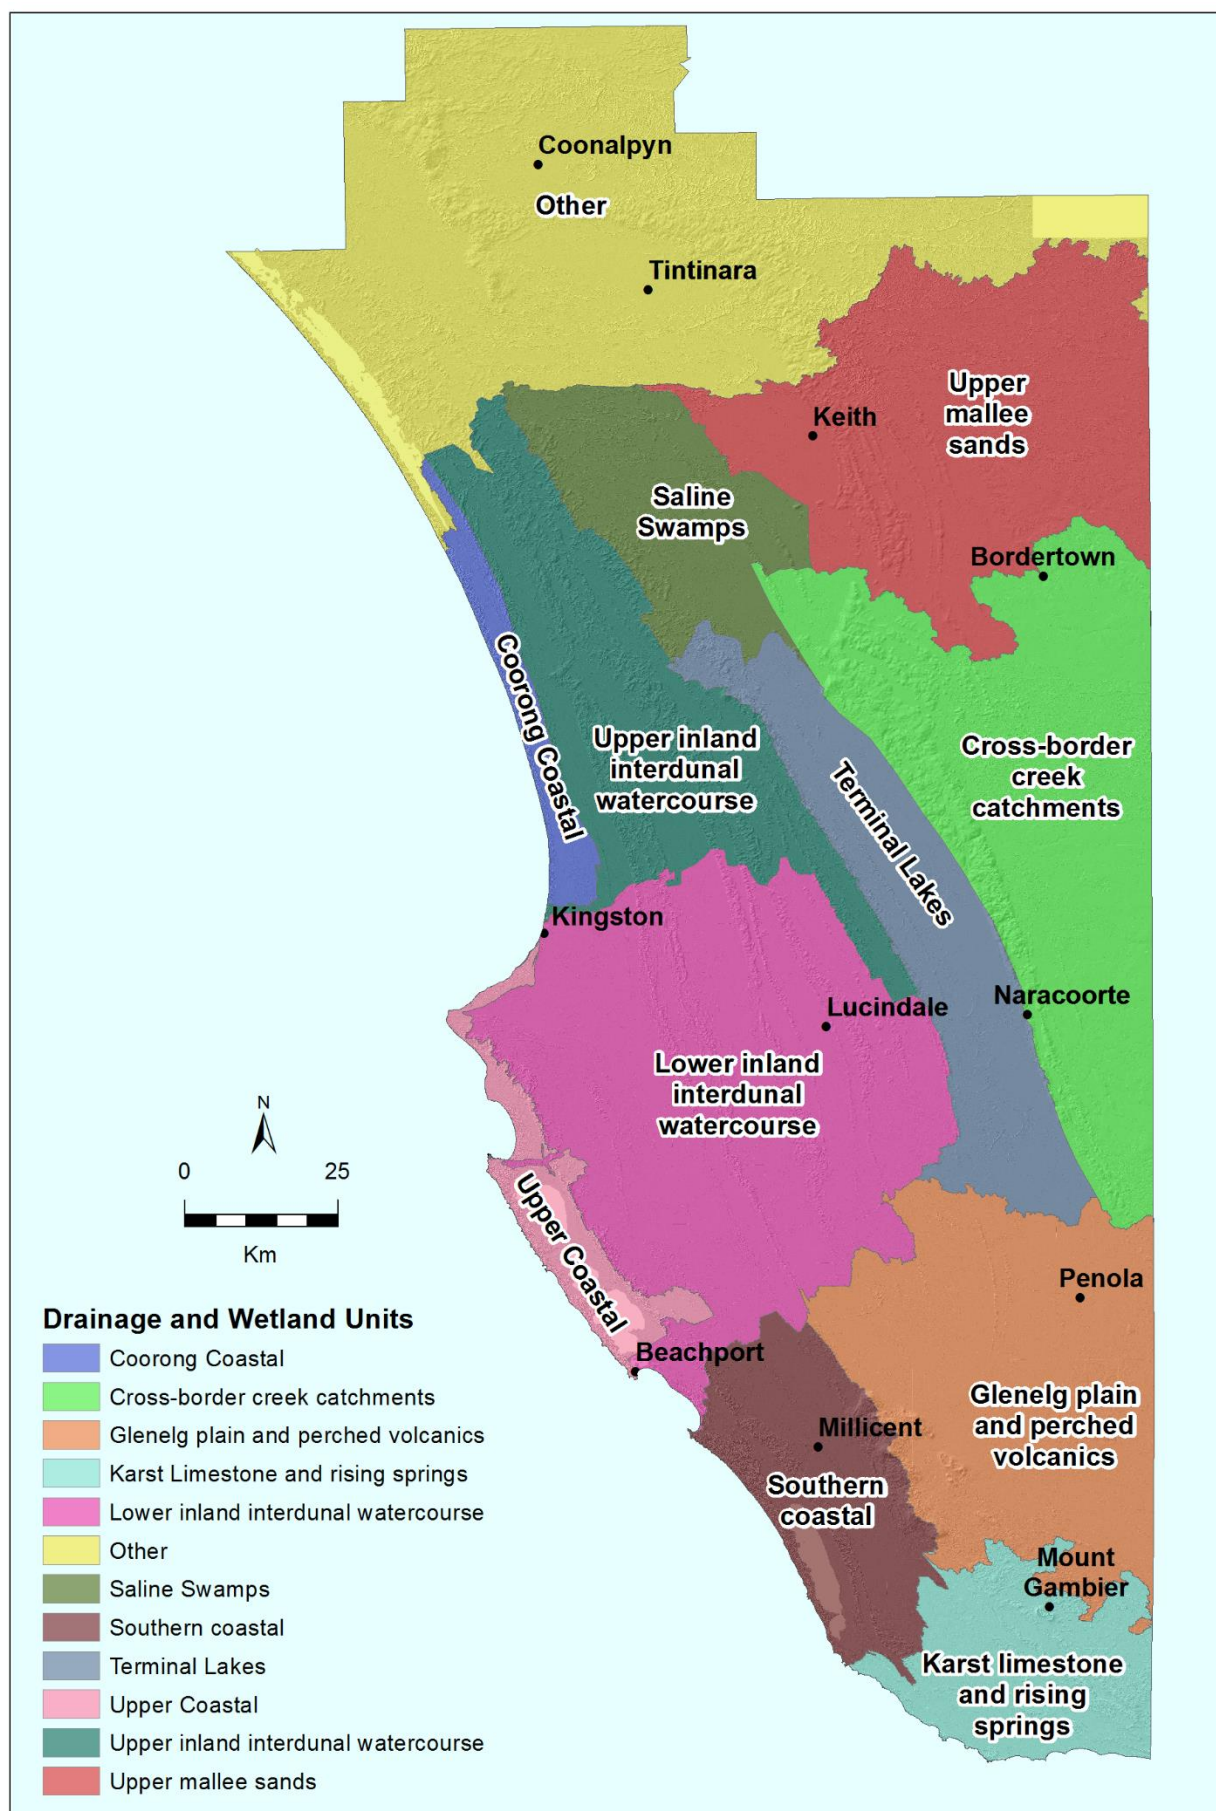 Coonalpyn
Other
Tintinara
Upper
mallee
sands
Keith
Saline
Swamps
Bordertown
Coorong Coastal
Upper inland
interdunal
watercourse
Terminal Lakes
Cross-border
creek
catchments
Kingston
Naracoorte
Lucindale
Lower inland
interdunal
watercourse
N
0 25
Km
Upper Coastal
Penola
Beachport
Glenelg plain
and perched
volcanics
Millicent
Southern
coastal
Mount
Gambier
Karst limestone
and rising
springs
Drainage and Wetland Units
Coorong Coastal
Cross-border creek catchments
Glenelg plain and perched volcanics
Karst Limestone and rising springs
Lower inland interdunal watercourse
Other
Saline Swamps
Southern coastal
Terminal Lakes
Upper Coastal
Upper inland interdunal watercourse
Upper mallee sands